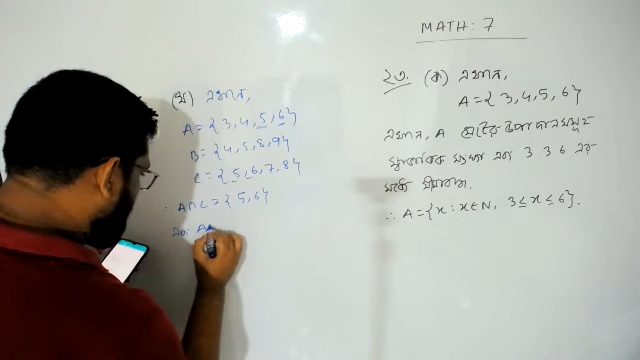 MATH: 7
(খ) এখানে,
A = { 3, 4, 5, 6 }
B = { 4, 5, 8, 9 }
C = { 5, 6, 7, 8 }
∴ A∩C = { 5, 6 }
A
২৩. (ক) এখানে,
A = { 3, 4, 5, 6 }
এখানে, A সেটের উপাদানসমূহ
স্বাভাবিক সংখ্যা এবং 3 3 6 এর
মধ্যে সীমাবদ্ধ.
∴ A = { x : x ∈ N, 3 ≤ x ≤ 6 }.